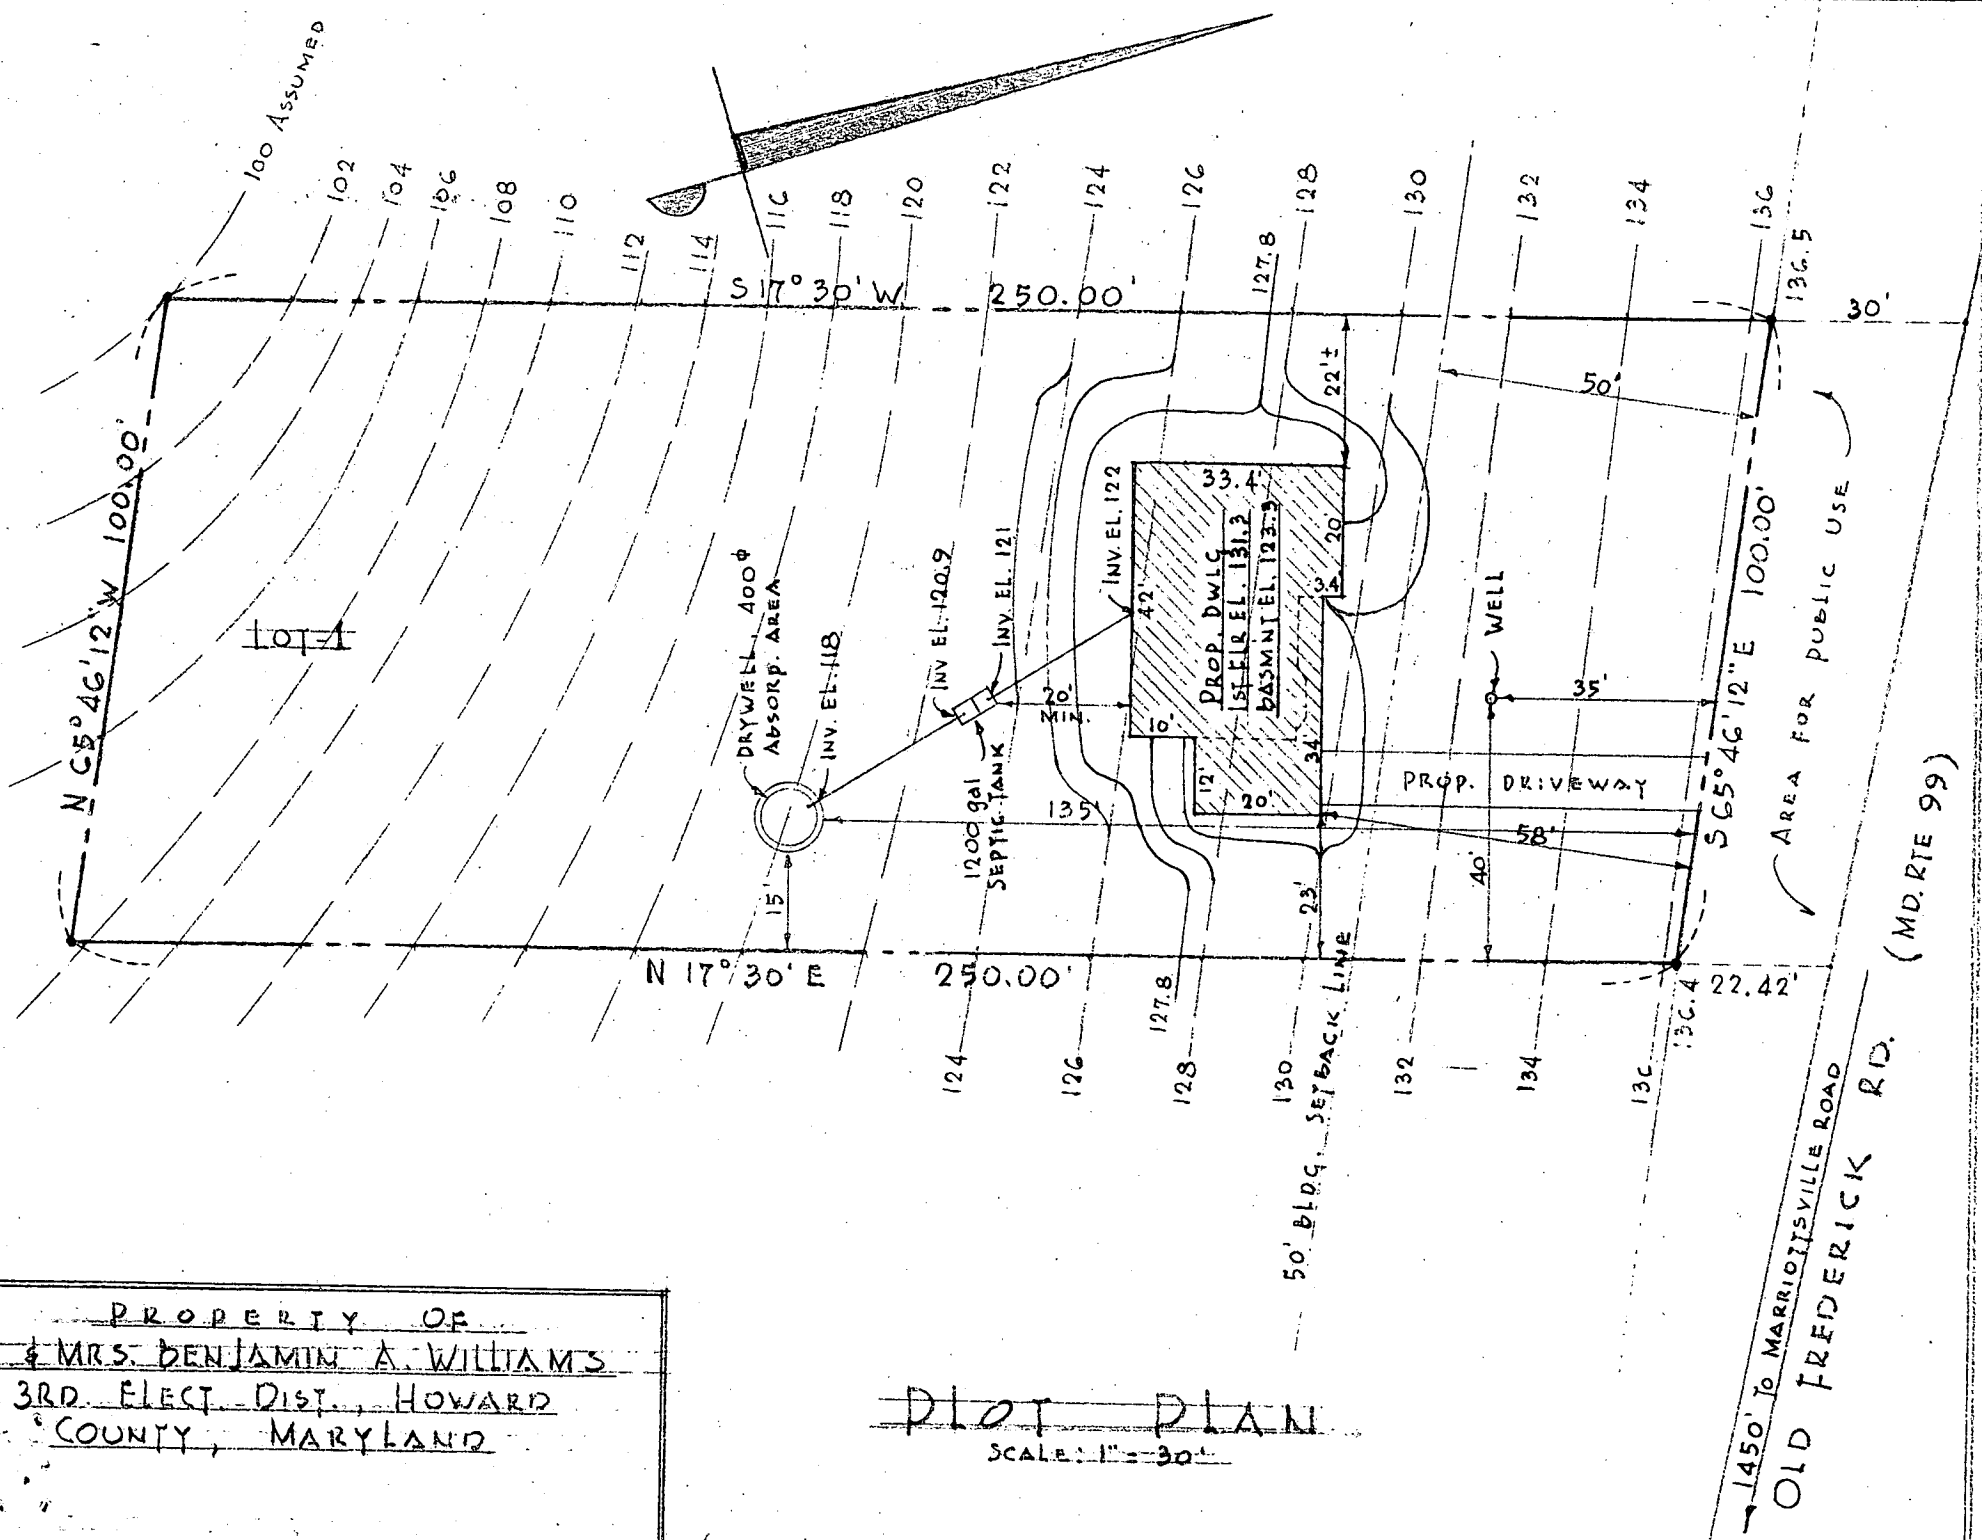 100 ASSUMED
102
104
106
108
110
112
114
116
118
120
122
124
126
127.8
128
130
132
134
136
136.5
S 17° 30' W 250.00'
30'
22'±
50'
N 65° 46' 12" W 100.00'
DRYWELL, 400ϕ
ABSORP. AREA
INV. EL. 118
INV EL. 120.9
INV EL. 121
INV. EL. 122
1200 gal
SEPTIC TANK
20'
MIN.
33.4'
42'
PROP. DWLG
1ST FLR EL. 131.3
BASMNT EL. 123.3
20
3.4
34
10'
12'
20'
WELL
35'
PROP. DRIVEWAY
135'
58'
40'
15'
23'
S 65° 46' 12" E 100.00'
AREA FOR PUBLIC USE
N 17° 30' E 250.00'
22.42'
136.4
124
126
127.8
128
130
132
134
136
50' BLDG. SETBACK LINE
1450' TO MARRIOTTSVILLE ROAD
OLD FREDERICK RD. (MD. RTE 99)
PROPERTY OF
& MRS. BENJAMIN A. WILLIAMS
3RD. ELECT. DIST., HOWARD
COUNTY, MARYLAND
PLOT PLAN
SCALE: 1" = 30'